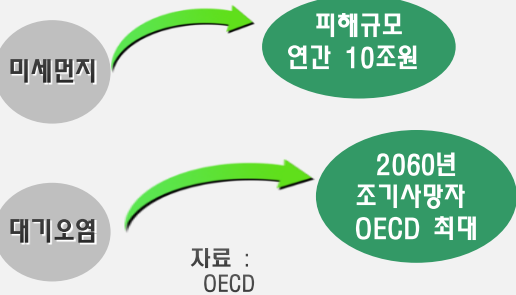 미세먼지
피해규모
연간 10조원
대기오염
2060년
조기사망자
OECD 최대
자료 :
OECD